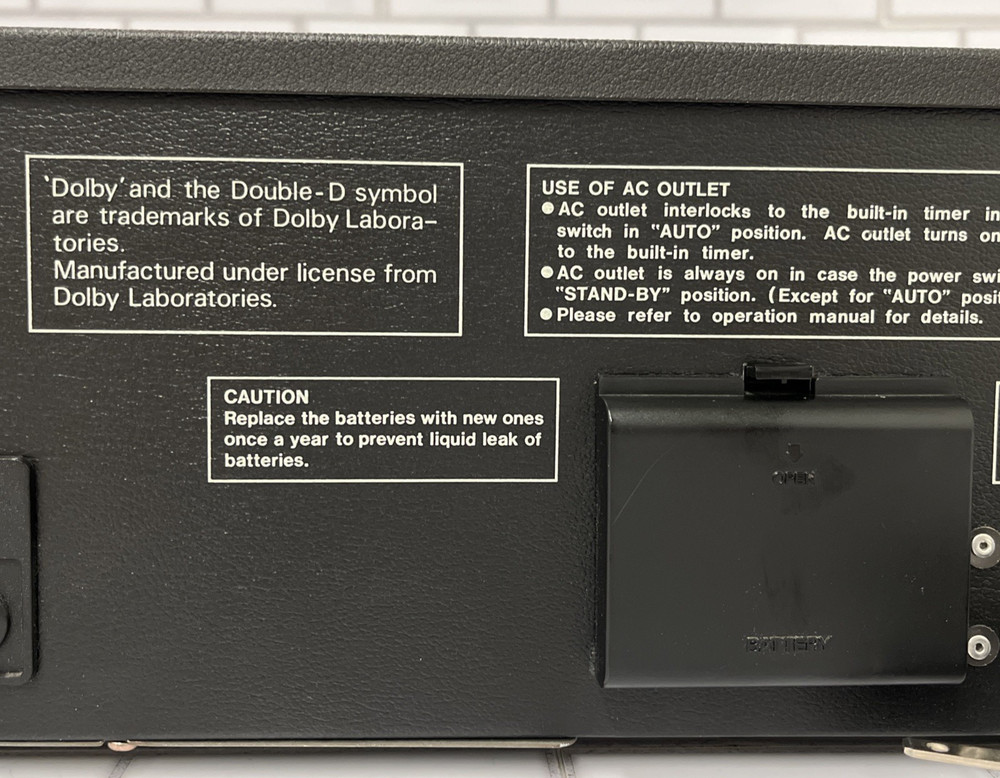 'Dolby' and the Double-D symbol
are trademarks of Dolby Labora-
tories.
Manufactured under license from
Dolby Laboratories.
USE OF AC OUTLET
●AC outlet interlocks to the built-in timer in
switch in "AUTO" position. AC outlet turns on
to the built-in timer.
●AC outlet is always on in case the power swi
"STAND-BY" position. (Except for "AUTO" posit
●Please refer to operation manual for details.
CAUTION
Replace the batteries with new ones
once a year to prevent liquid leak of
batteries.
OPEN
BATTERY